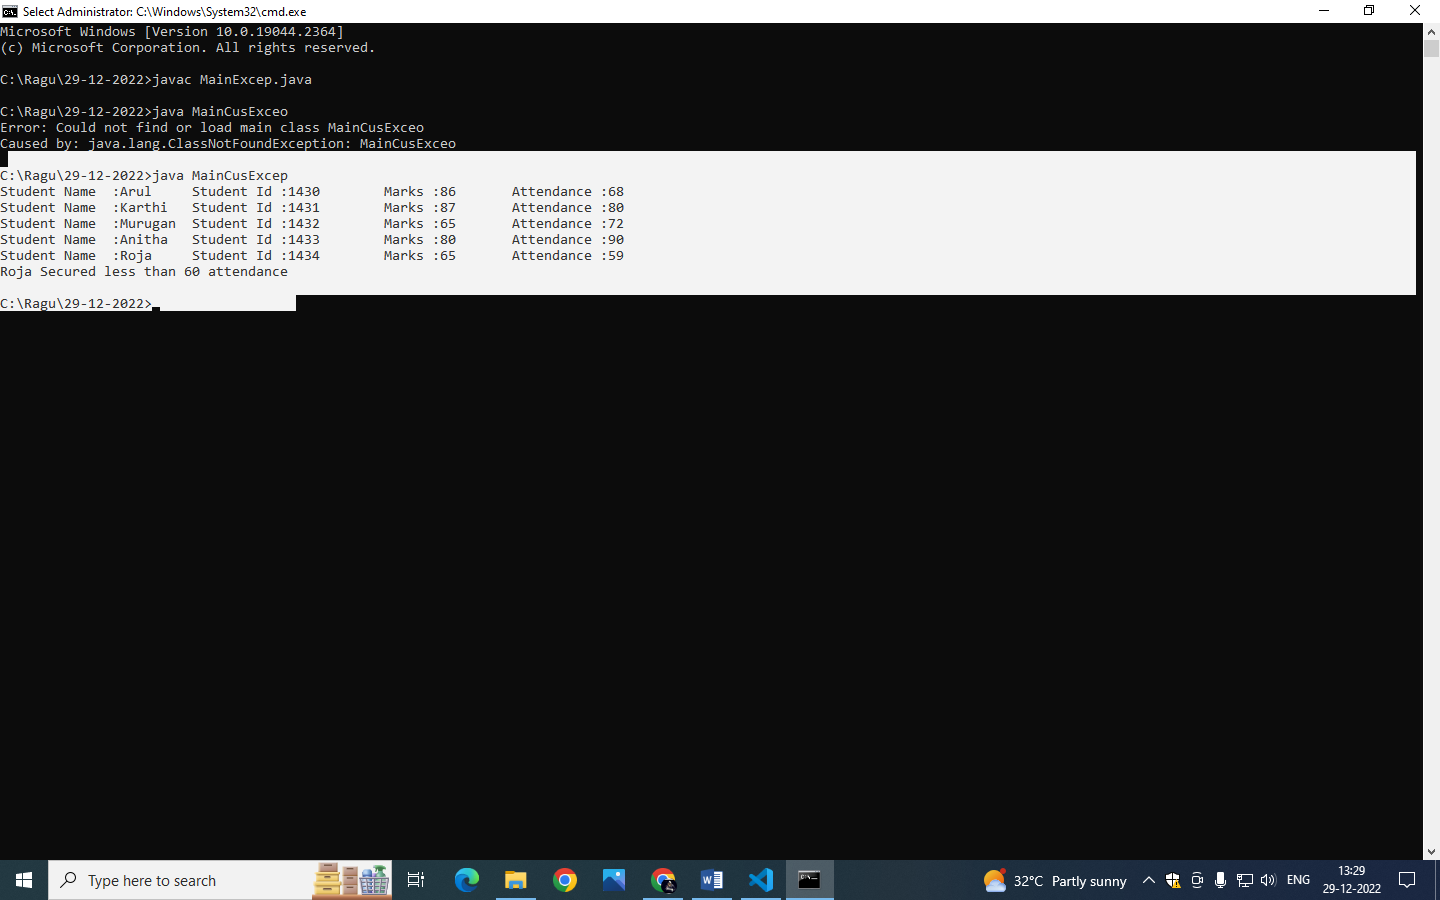 Select Administrator: C:\Windows\System32\cmd.exe
Microsoft Windows [Version 10.0.19044.2364]
(c) Microsoft Corporation. All rights reserved.
C:\Ragu\29-12-2022>javac MainExcep.java
C:\Ragu\29-12-2022>java MainCusExceo
Error: Could not find or load main class MainCusExceo
Caused by: java.lang.ClassNotFoundException: MainCusExceo
C:\Ragu\29-12-2022>java MainCusExcep
Student Name  :Arul     Student Id :1430        Marks :86       Attendance :68
Student Name  :Karthi   Student Id :1431        Marks :87       Attendance :80
Student Name  :Murugan  Student Id :1432        Marks :65       Attendance :72
Student Name  :Anitha   Student Id :1433        Marks :80       Attendance :90
Student Name  :Roja     Student Id :1434        Marks :65       Attendance :59
Roja Secured less than 60 attendance
C:\Ragu\29-12-2022>
Type here to search
32°C Partly sunny
ENG
13:29
29-12-2022